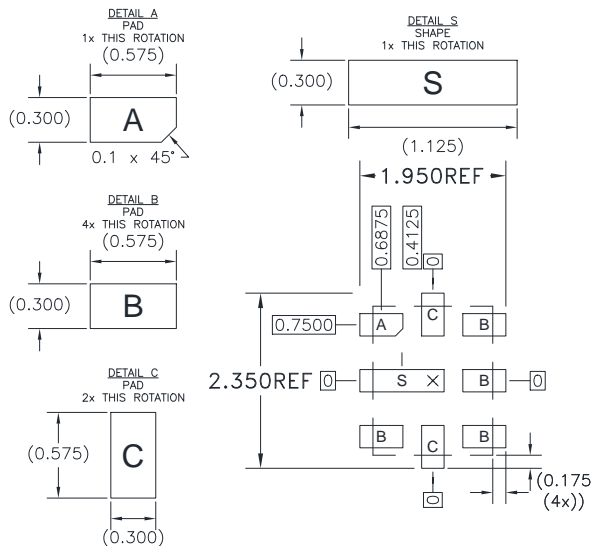 DETAIL A
PAD
1x THIS ROTATION
(0.575)
(0.300)
A
0.1 x 45°
DETAIL B
PAD
4x THIS ROTATION
(0.575)
(0.300)
B
DETAIL C
PAD
2x THIS ROTATION
(0.575)
C
(0.300)
DETAIL S
SHAPE
1x THIS ROTATION
(0.300)
S
(1.125)
1.950REF
0.6875
0.4125
0
0.7500
A
C
B
2.350REF
0
S
B
0
B
C
B
0
(0.175
(4x))